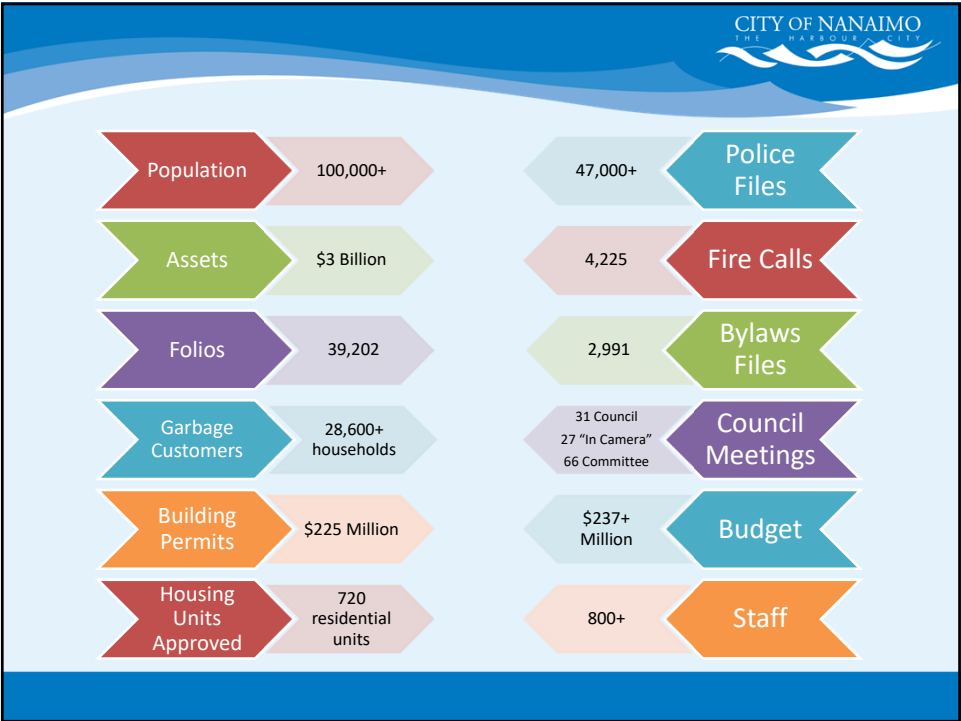 CITY OF NANAIMO
THE HARBOUR CITY
Population
100,000+
Assets
$3 Billion
Folios
39,202
Garbage
Customers
28,600+
households
Building
Permits
$225 Million
Housing
Units
Approved
720
residential
units
47,000+
Police
Files
4,225
Fire Calls
2,991
Bylaws
Files
31 Council
27 “In Camera”
66 Committee
Council
Meetings
$237+
Million
Budget
800+
Staff